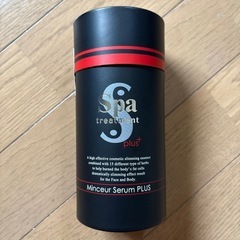 S
Spa
treatment
plus+
A high effective cosmetic slimming essence
combined with 15 different type of herbs
to help burned the body's fat cells
dramatically slimming effect result
for the Face and Body.
Minceur Serum PLUS